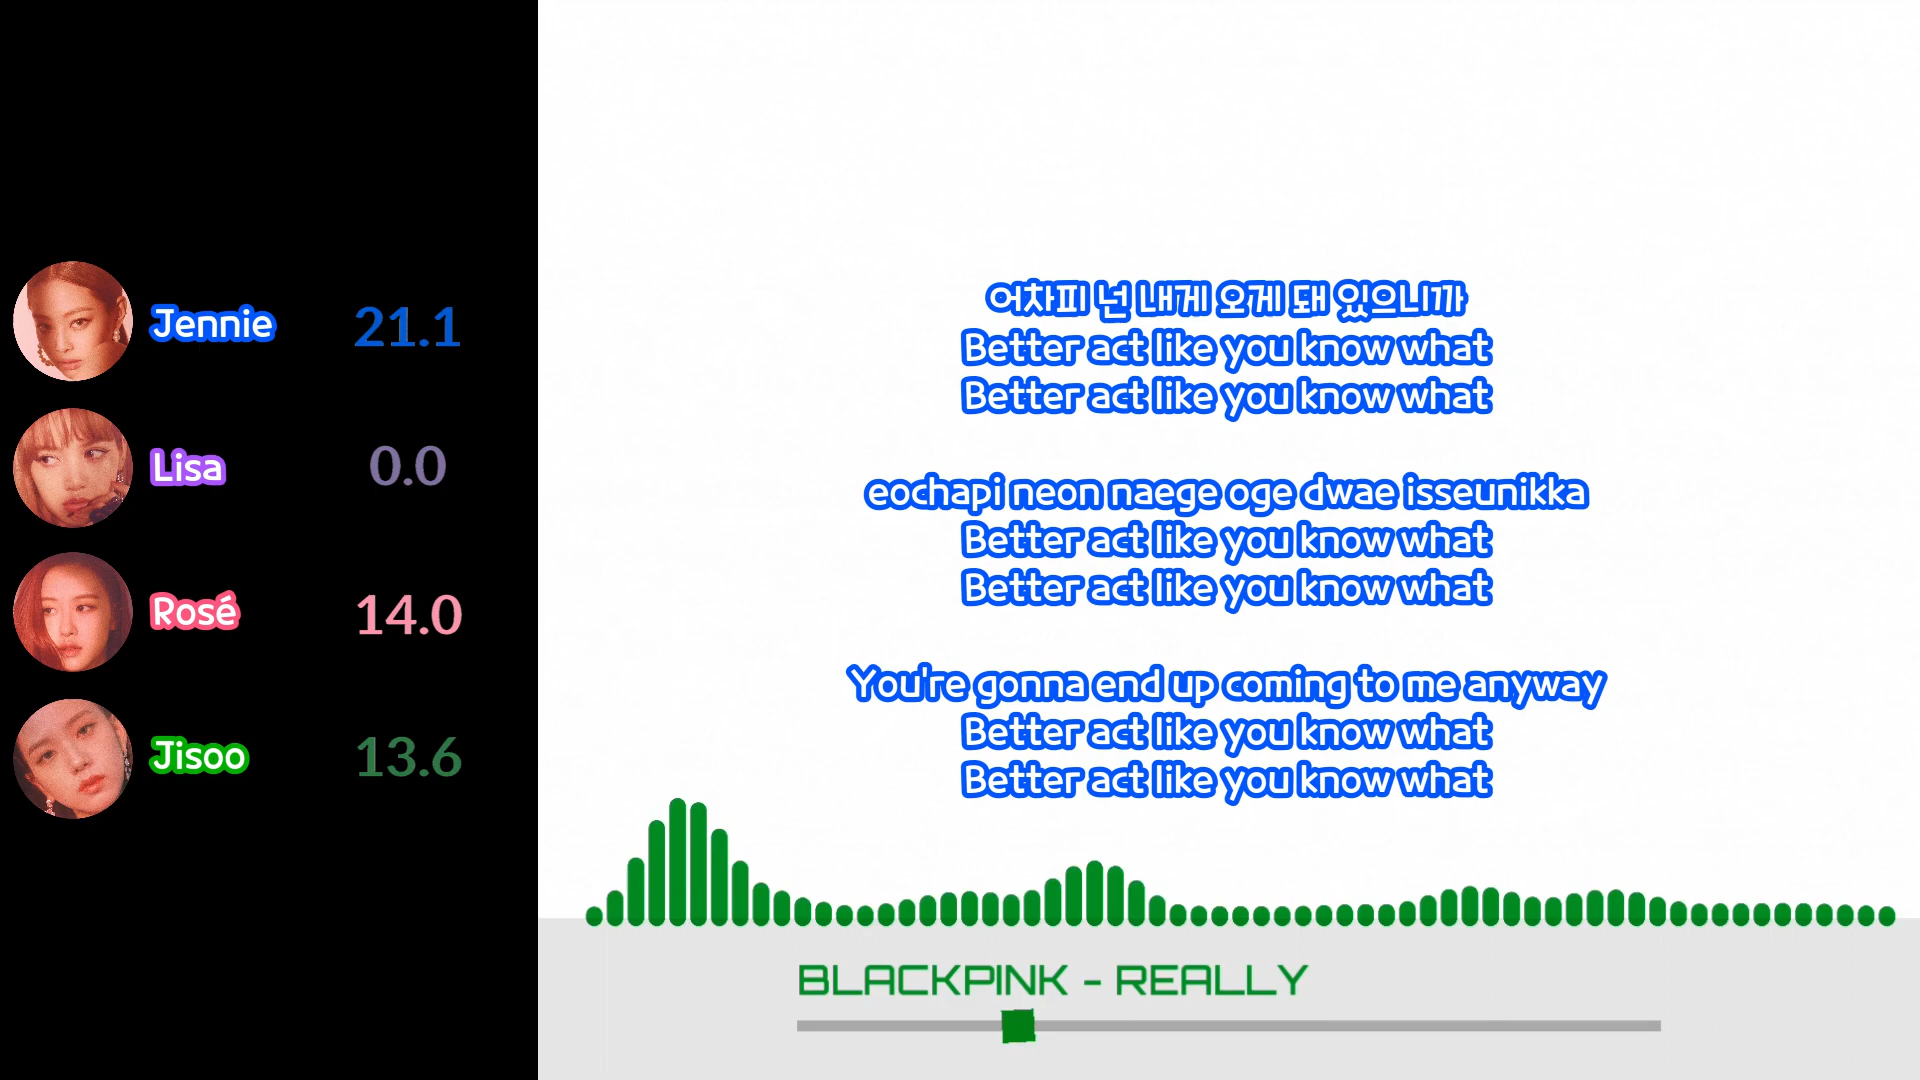 Jennie 21.1
Lisa 0.0
Rosé 14.0
Jisoo 13.6
어차피 넌 내게 오게 돼 있으니까
Better act like you know what
Better act like you know what
eochapi neon naege oge dwae isseunikka
Better act like you know what
Better act like you know what
You're gonna end up coming to me anyway
Better act like you know what
Better act like you know what
BLACKPINK - REALLY